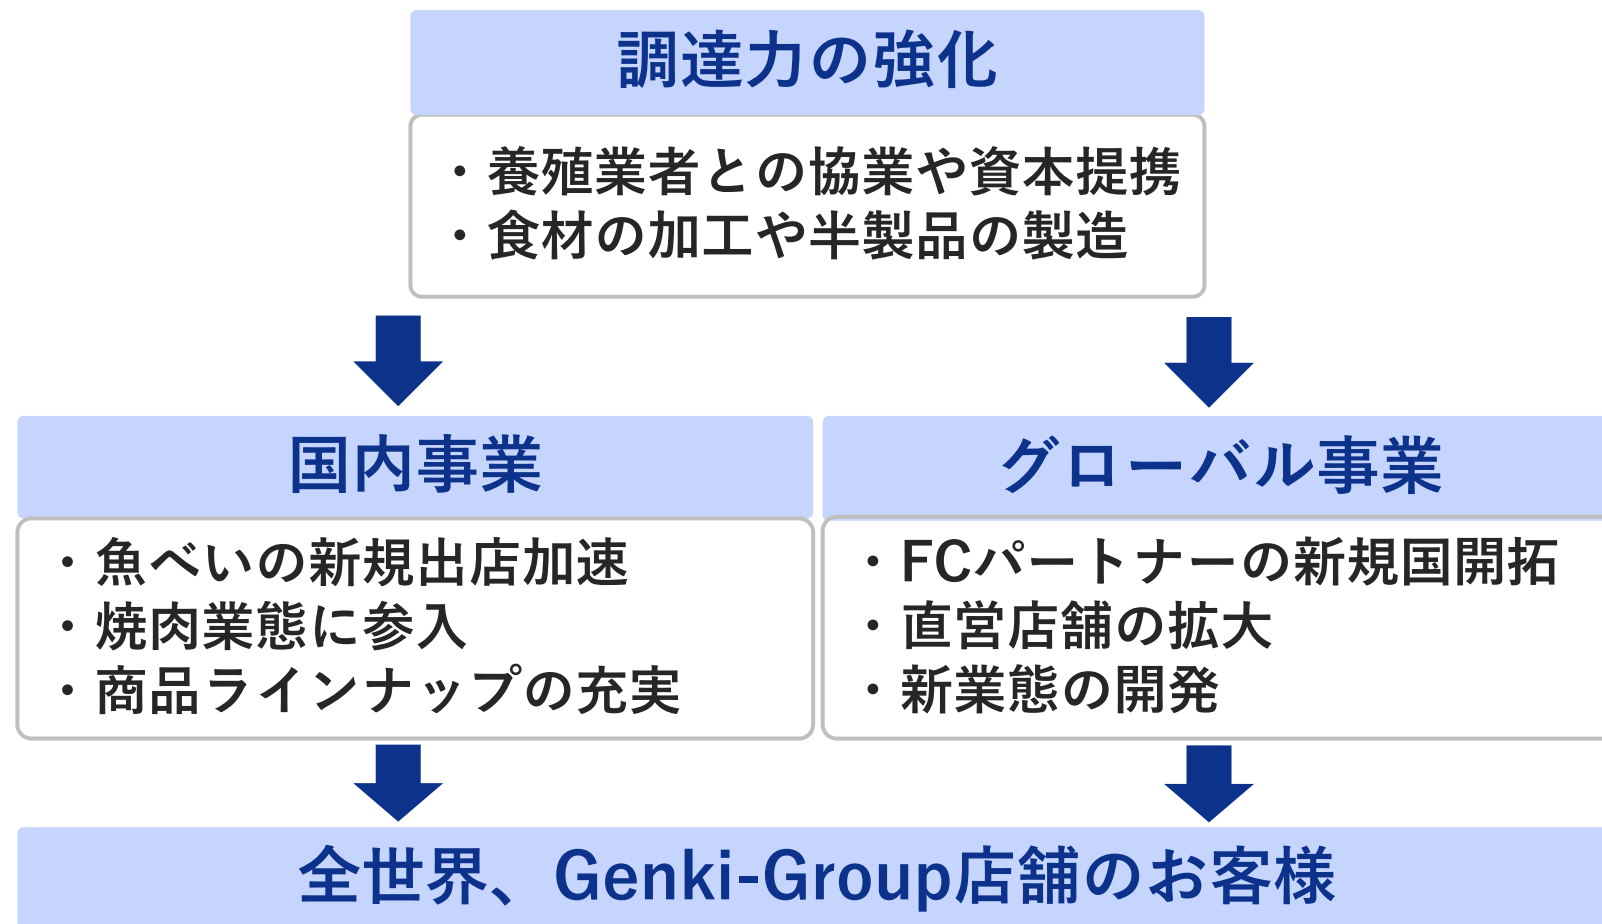 調達力の強化
・養殖業者との協業や資本提携
・食材の加工や半製品の製造
国内事業
・魚べいの新規出店加速
・焼肉業態に参入
・商品ラインナップの充実
グローバル事業
・FCパートナーの新規国開拓
・直営店舗の拡大
・新業態の開発
全世界、Genki-Group店舗のお客様